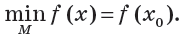 min f (x) = f (x₀).
M